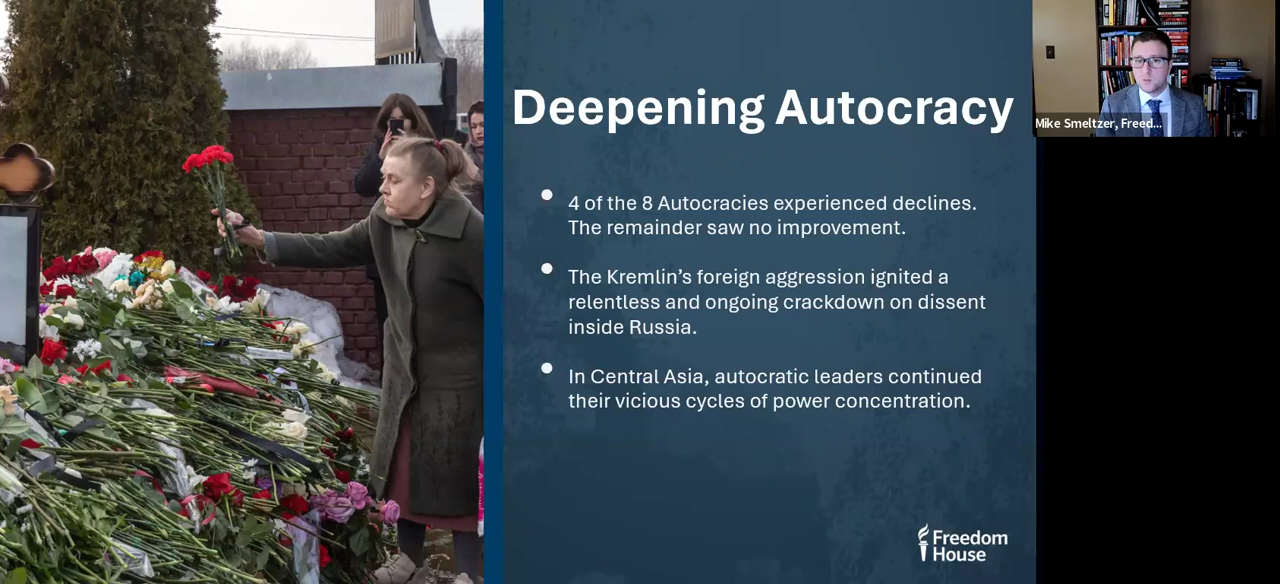 Deepening Autocracy
4 of the 8 Autocracies experienced declines.
The remainder saw no improvement.
The Kremlin’s foreign aggression ignited a
relentless and ongoing crackdown on dissent
inside Russia.
In Central Asia, autocratic leaders continued
their vicious cycles of power concentration.
Freedom
House
Mike Smeltzer, Freed...